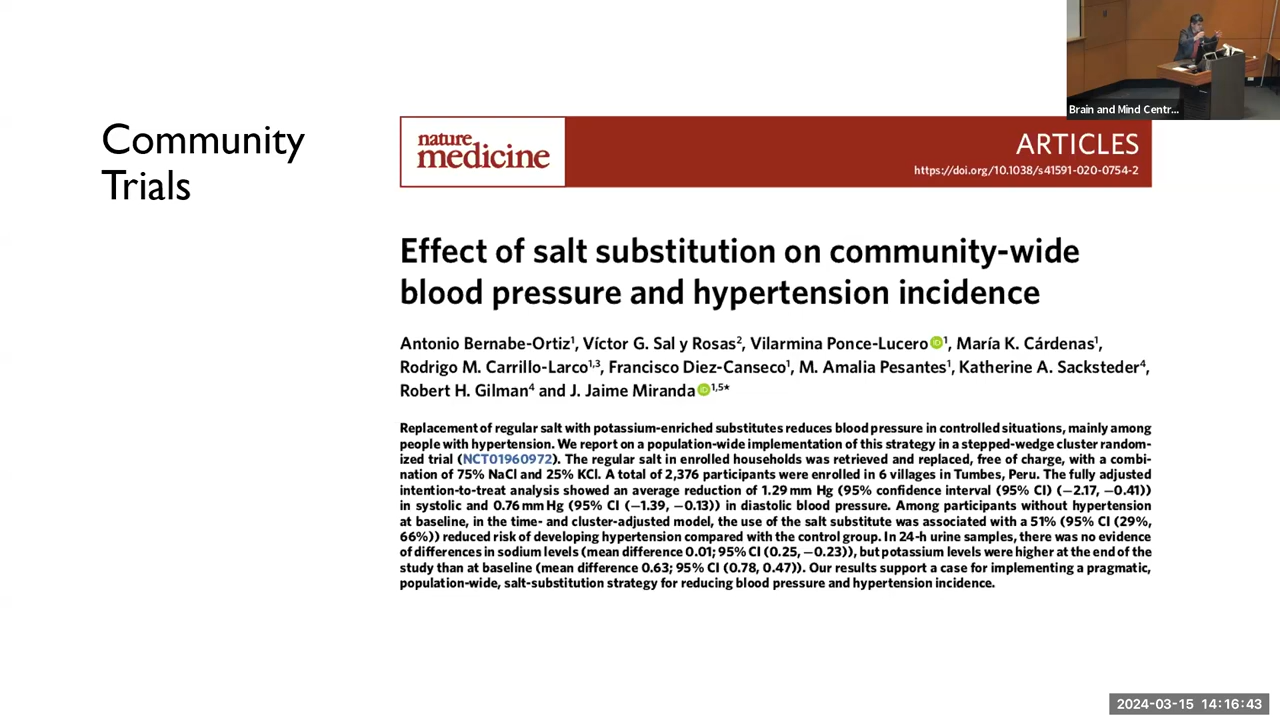 Brain and Mind Centr...
Community
Trials
nature
medicine
ARTICLES
https://doi.org/10.1038/s41591-020-0754-2
Effect of salt substitution on community-wide
blood pressure and hypertension incidence
Antonio Bernabe-Ortiz1, Víctor G. Sal y Rosas2, Vilarmina Ponce-Lucero iD 1, María K. Cárdenas1,
Rodrigo M. Carrillo-Larco1,3, Francisco Diez-Canseco1, M. Amalia Pesantes1, Katherine A. Sacksteder4,
Robert H. Gilman4 and J. Jaime Miranda iD 1,5★
Replacement of regular salt with potassium-enriched substitutes reduces blood pressure in controlled situations, mainly among
people with hypertension. We report on a population-wide implementation of this strategy in a stepped-wedge cluster random-
ized trial (NCT01960972). The regular salt in enrolled households was retrieved and replaced, free of charge, with a combi-
nation of 75% NaCl and 25% KCl. A total of 2,376 participants were enrolled in 6 villages in Tumbes, Peru. The fully adjusted
intention-to-treat analysis showed an average reduction of 1.29 mm Hg (95% confidence interval (95% CI) (−2.17, −0.41))
in systolic and 0.76 mm Hg (95% CI (−1.39, −0.13)) in diastolic blood pressure. Among participants without hypertension
at baseline, in the time- and cluster-adjusted model, the use of the salt substitute was associated with a 51% (95% CI (29%,
66%)) reduced risk of developing hypertension compared with the control group. In 24-h urine samples, there was no evidence
of differences in sodium levels (mean difference 0.01; 95% CI (0.25, −0.23)), but potassium levels were higher at the end of the
study than at baseline (mean difference 0.63; 95% CI (0.78, 0.47)). Our results support a case for implementing a pragmatic,
population-wide, salt-substitution strategy for reducing blood pressure and hypertension incidence.
2024-03-15 14:16:43